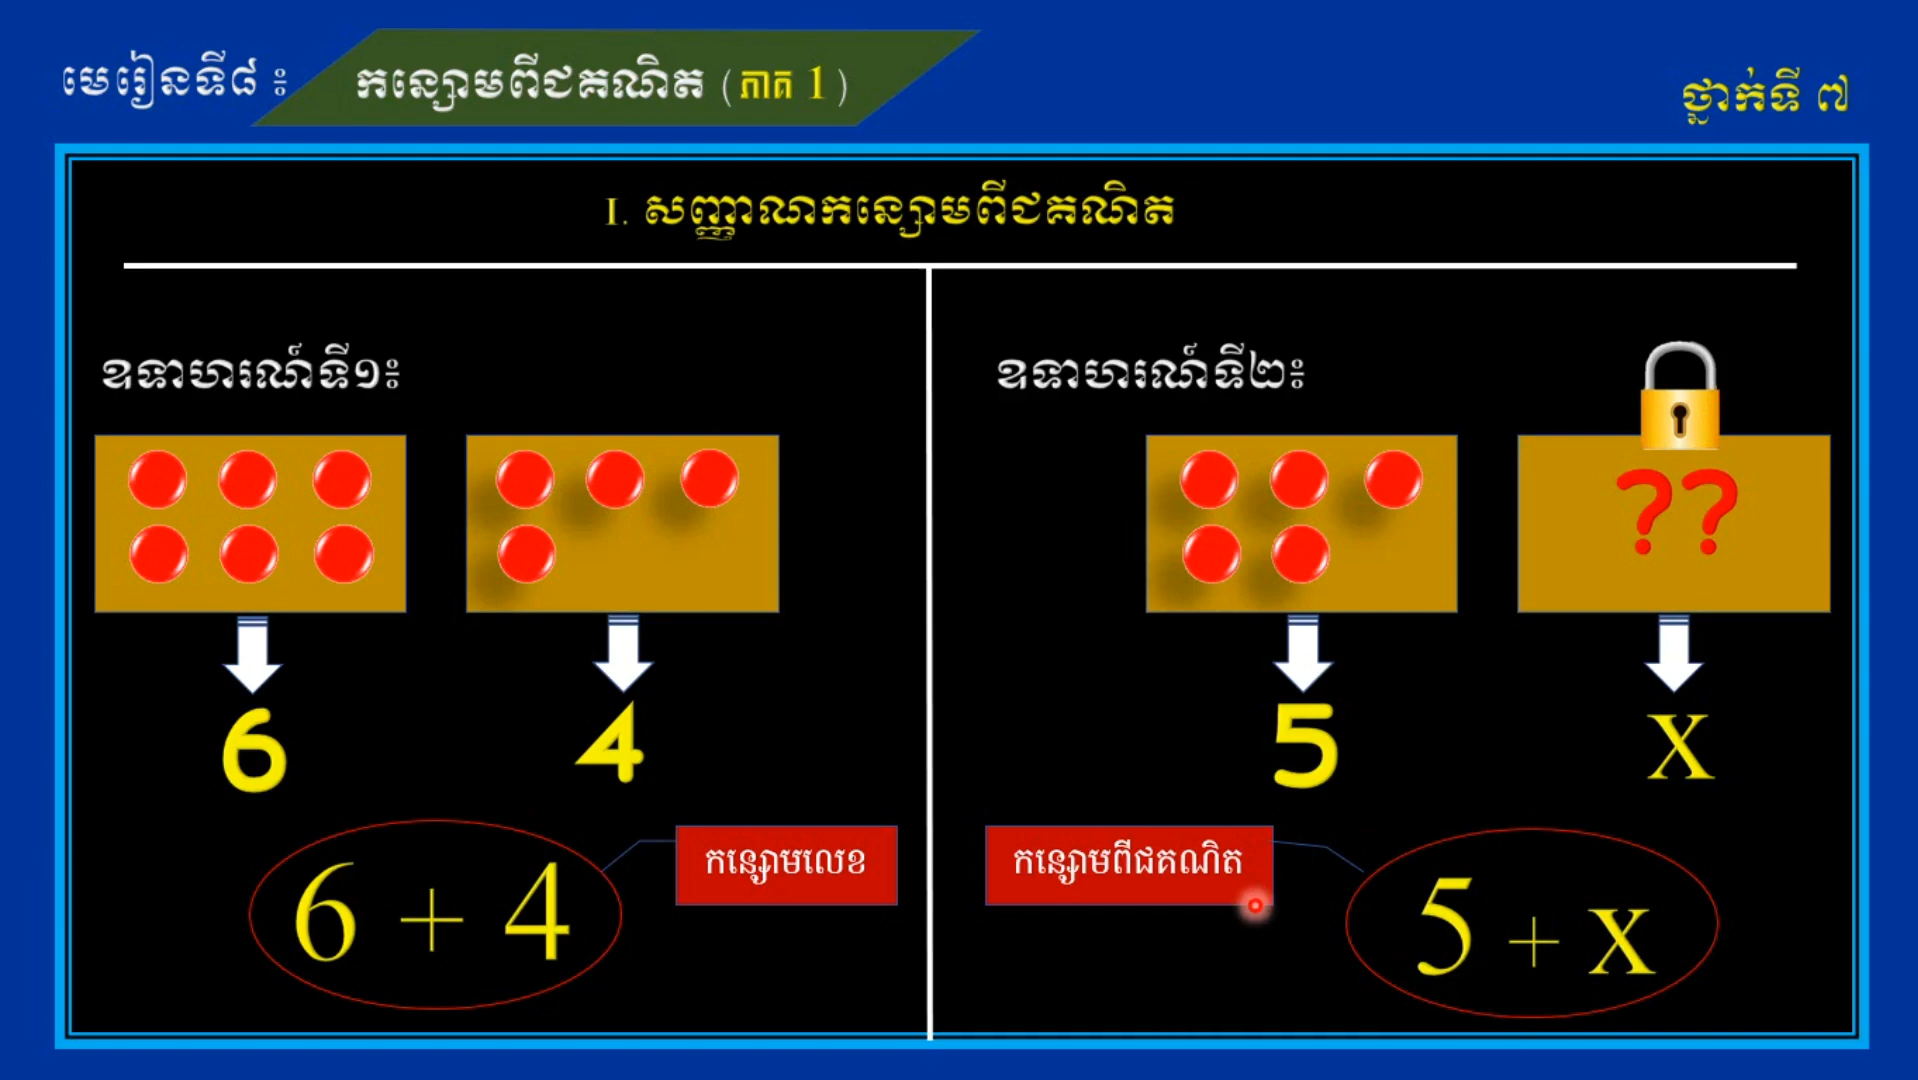 មេរៀនទី៨ ៖ កន្សោមពីជគណិត (ភាគ 1)
ថ្នាក់ទី ៧
I. សញ្ញាណកន្សោមពីជគណិត
ឧទាហរណ៍ទី១៖
ឧទាហរណ៍ទី២៖
??
6 4
5 x
កន្សោមលេខ
កន្សោមពីជគណិត
6 + 4
5 + x